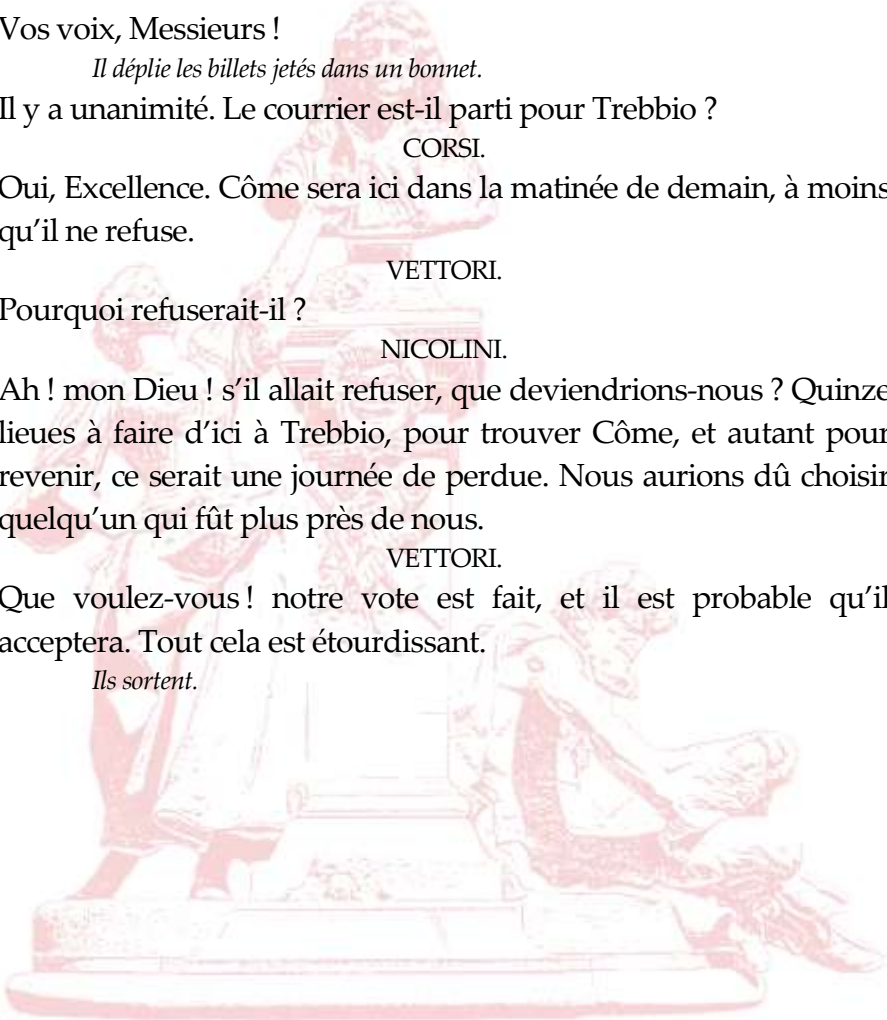 Vos voix, Messieurs !
Il déplie les billets jetés dans un bonnet.
Il y a unanimité. Le courrier est-il parti pour Trebbio ?
CORSI.
Oui, Excellence. Côme sera ici dans la matinée de demain, à moins
qu’il ne refuse.
VETTORI.
Pourquoi refuserait-il ?
NICOLINI.
Ah ! mon Dieu ! s’il allait refuser, que deviendrions-nous ? Quinze
lieues à faire d’ici à Trebbio, pour trouver Côme, et autant pour
revenir, ce serait une journée de perdue. Nous aurions dû choisir
quelqu’un qui fût plus près de nous.
VETTORI.
Que voulez-vous ! notre vote est fait, et il est probable qu’il
acceptera. Tout cela est étourdissant.
Ils sortent.